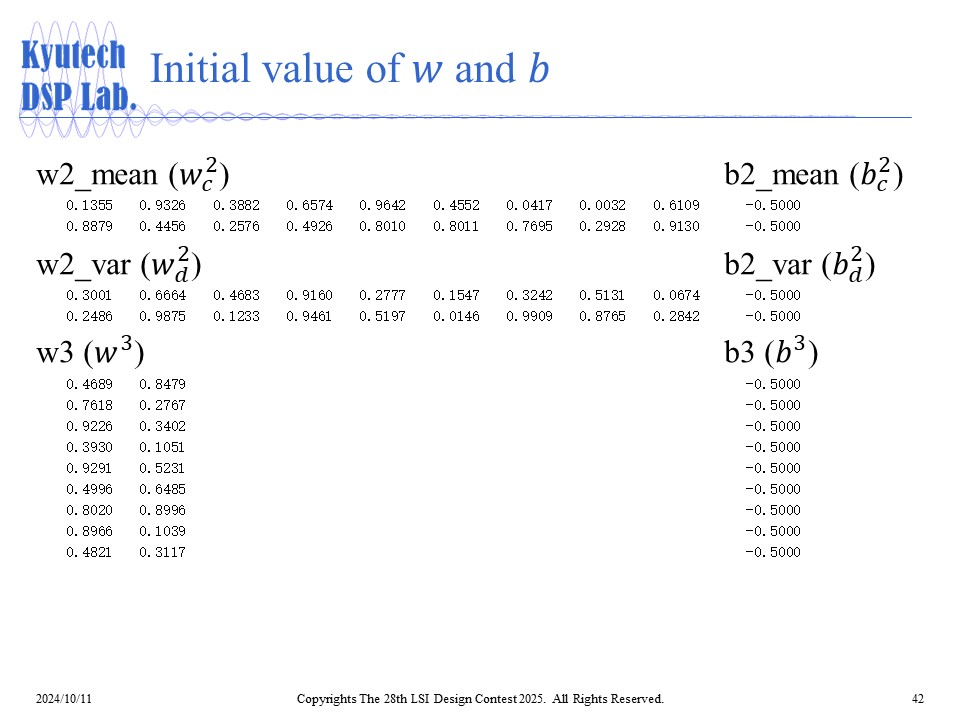 Kyutech
DSP Lab.
Initial value of w and b
w2_mean (w_c^2) b2_mean (b_c^2)
0.1355 0.9326 0.3882 0.6574 0.9642 0.4552 0.0417 0.0032 0.6109 -0.5000
0.8879 0.4456 0.2576 0.4926 0.8010 0.8011 0.7695 0.2928 0.9130 -0.5000
w2_var (w_d^2) b2_var (b_d^2)
0.3001 0.6664 0.4683 0.9160 0.2777 0.1547 0.3242 0.5131 0.0674 -0.5000
0.2486 0.9875 0.1233 0.9461 0.5197 0.0146 0.9909 0.8765 0.2842 -0.5000
w3 (w^3) b3 (b^3)
0.4689 0.8479 -0.5000
0.7618 0.2767 -0.5000
0.9226 0.3402 -0.5000
0.3930 0.1051 -0.5000
0.9291 0.5231 -0.5000
0.4996 0.6485 -0.5000
0.8020 0.8996 -0.5000
0.8966 0.1039 -0.5000
0.4821 0.3117 -0.5000
2024/10/11 Copyrights The 28th LSI Design Contest 2025. All Rights Reserved. 42